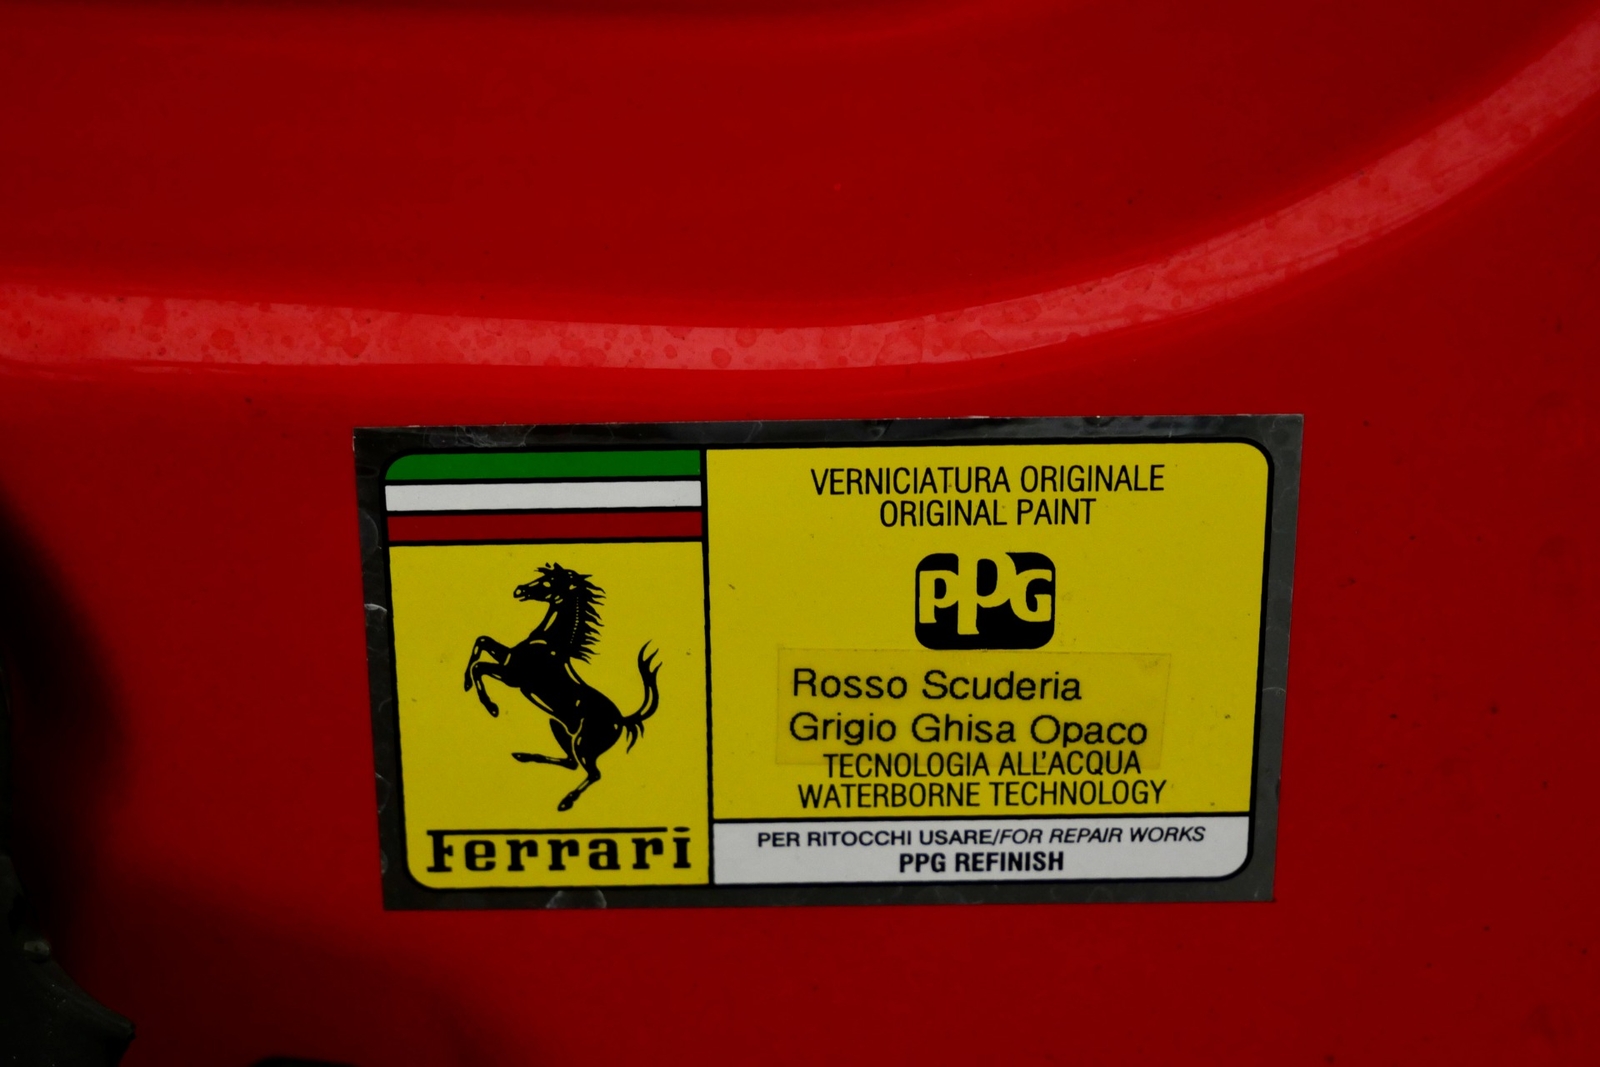 Ferrari
VERNICIATURA ORIGINALE
ORIGINAL PAINT
PPG
Rosso Scuderia
Grigio Ghisa Opaco
TECNOLOGIA ALL'ACQUA
WATERBORNE TECHNOLOGY
PER RITOCCHI USARE/FOR REPAIR WORKS
PPG REFINISH